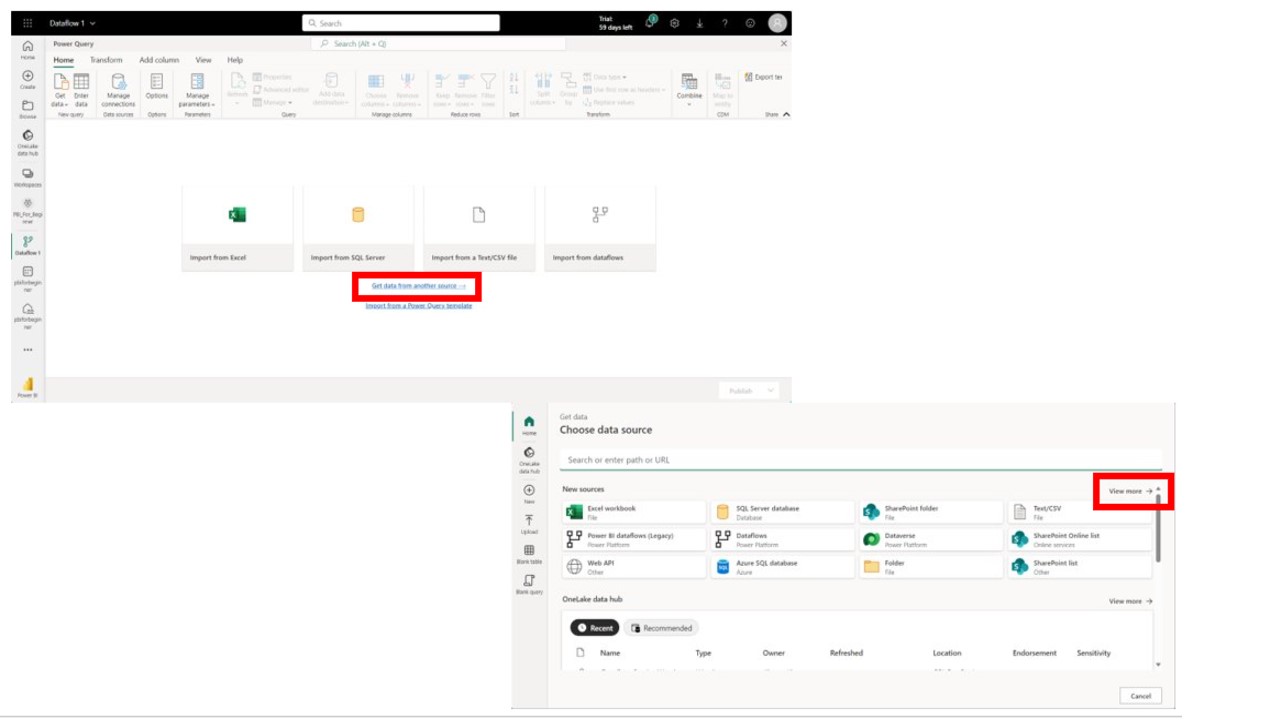 Dataflow 1
Search
Trial:
59 days left
Power Query
Search (Alt + Q)
Home
Transform
Add column
View
Help
Home
Create
Browse
OneLake
data hub
Workspaces
Dataflow 1
pbiforbegin
ner
pbiforbegin
ner
Power BI
Get
data
Enter
data
Manage
connections
Options
Manage
parameters
Refresh
Properties
Advanced editor
Manage
Add data
destination
Choose
columns
Remove
columns
Keep
rows
Remove
rows
Filter
rows
Split
column
Group
by
Data type
Use first row as headers
Replace values
Combine
Map to
entity
Export ter
New query
Data sources
Options
Parameters
Query
Manage columns
Reduce rows
Sort
Transform
CDM
Share
Import from Excel
Import from SQL Server
Import from a Text/CSV file
Import from dataflows
Get data from another source →
Import from a Power Query template
Publish
Home
OneLake
data hub
New
Upload
Blank table
Blank query
Get data
Choose data source
Search or enter path or URL
New sources
View more →
Excel workbook
File
SQL Server database
Database
SharePoint folder
File
Text/CSV
File
Power BI dataflows (Legacy)
Power Platform
Dataflows
Power Platform
Dataverse
Power Platform
SharePoint Online list
Online services
Web API
Other
Azure SQL database
Azure
Folder
File
SharePoint list
Other
OneLake data hub
View more →
Recent
Recommended
Name
Type
Owner
Refreshed
Location
Endorsement
Sensitivity
Cancel